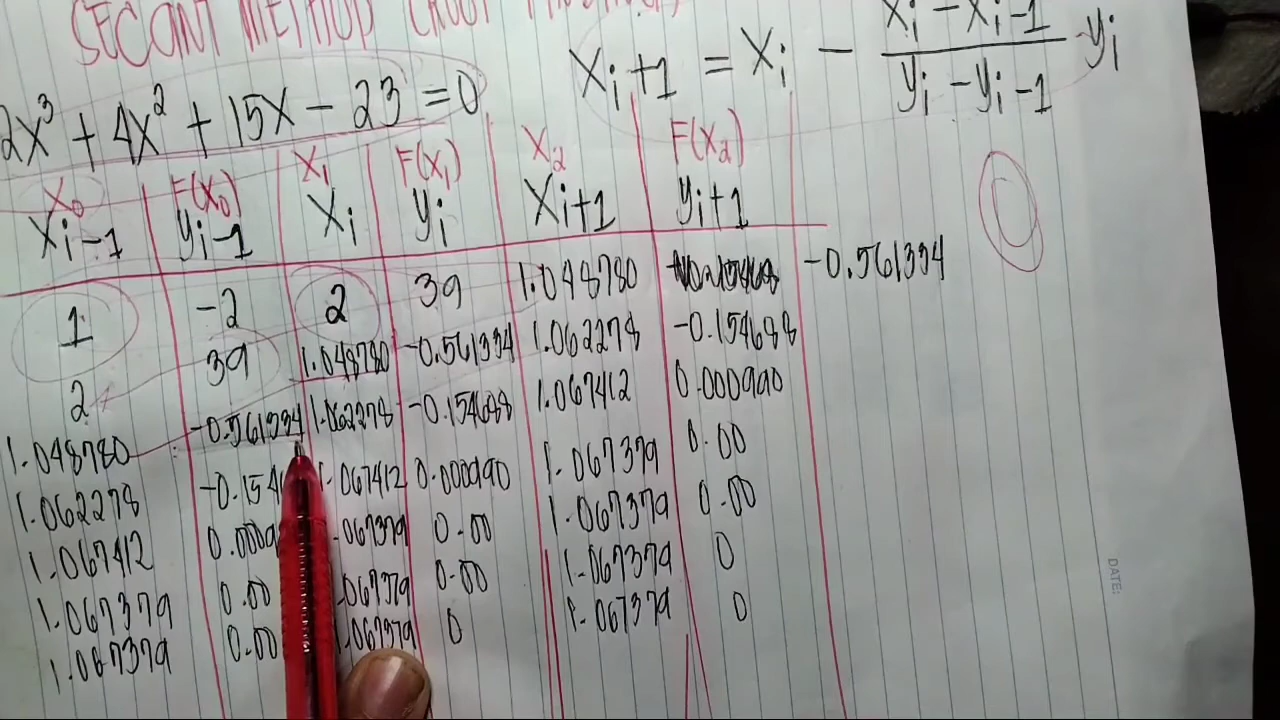 SECANT METHOD
2x³ + 4x² + 15x - 23 = 0
Xi+1 = Xi - (Xi - Xi-1)/(yi - yi-1) · yi
X0 F(X0) X1 F(X1) X2 F(X2)
Xi-1 yi-1 Xi yi Xi+1 yi+1
1 -2 2 39 1.048780 -0.561334
2 39 1.048780 -0.561334 1.062278 -0.154688
1.048780 -0.561334 1.062278 -0.154688 1.067412 0.000990
1.062278 -0.154 1.067412 0.000990 1.067379 0.00
1.067412 0.0009 .067379 0.00 1.067379 0.00
1.067379 0.00 .067379 0.00 1.067379 0
1.067379 0.00 1.067379 0 1.067379 0
DATE: